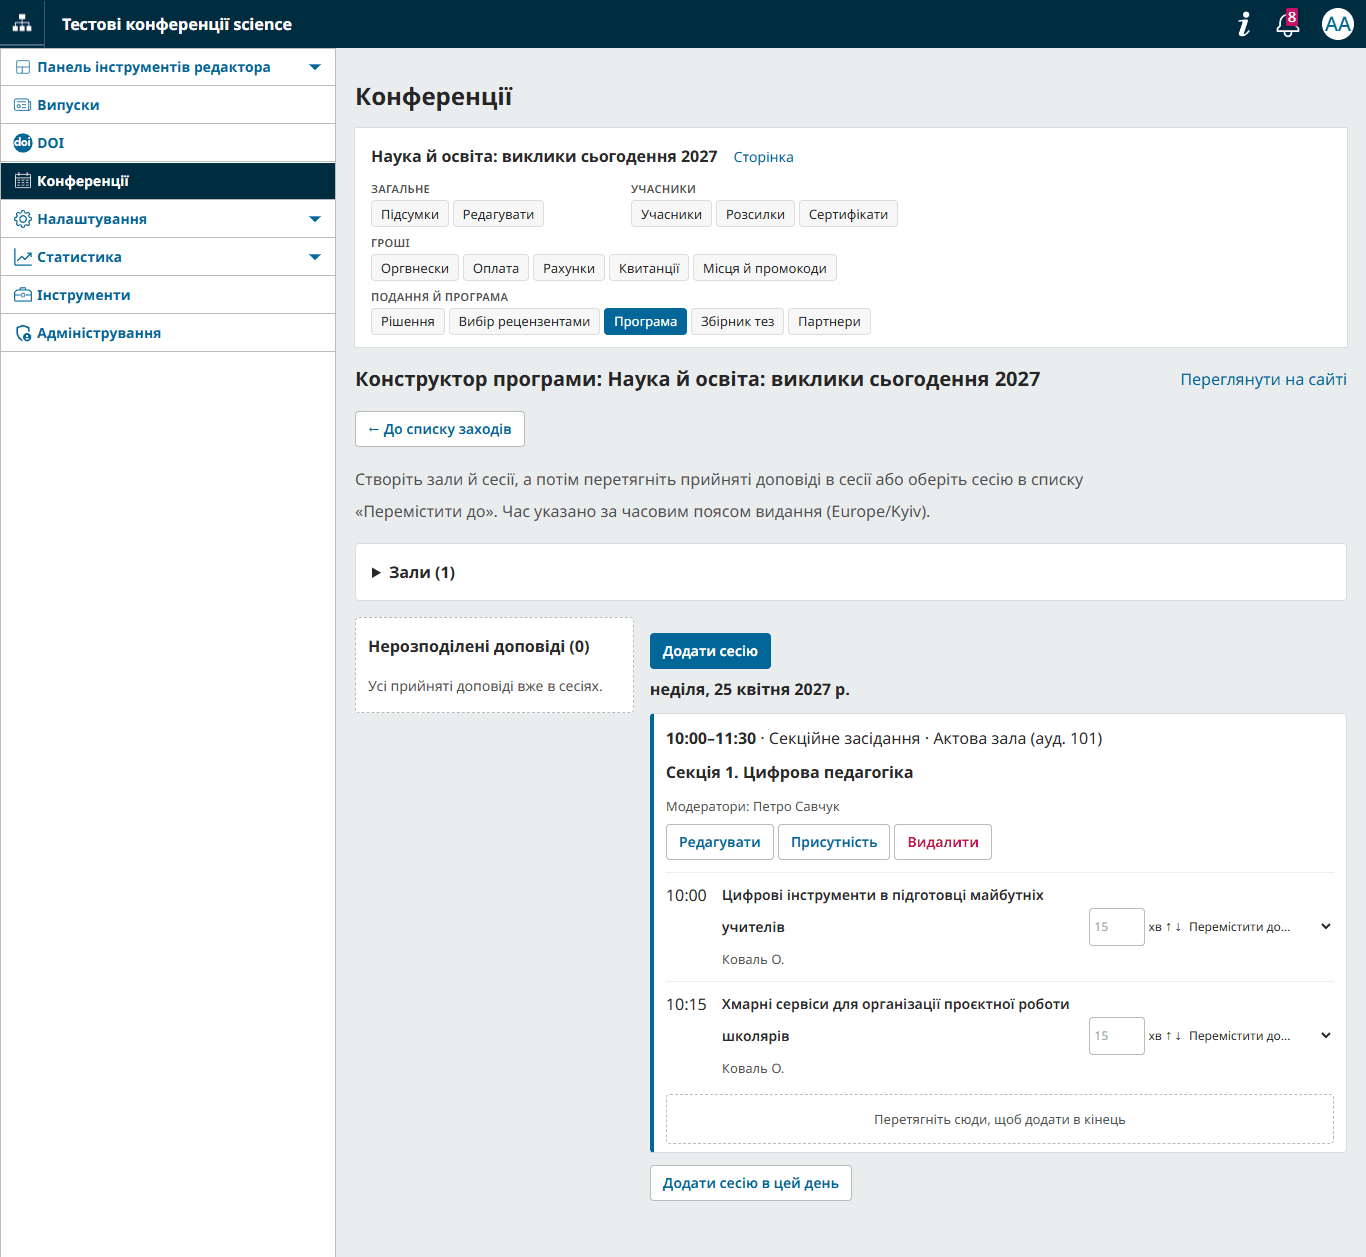 Тестові конференції science
8
AA
Панель інструментів редактора
Випуски
doi DOI
Конференції
Налаштування
Статистика
Інструменти
Адміністрування
Конференції
Наука й освіта: виклики сьогодення 2027 Сторінка
ЗАГАЛЬНЕ
Підсумки Редагувати
УЧАСНИКИ
Учасники Розсилки Сертифікати
ГРОШІ
Оргвнески Оплата Рахунки Квитанції Місця й промокоди
ПОДАННЯ Й ПРОГРАМА
Рішення Вибір рецензентами Програма Збірник тез Партнери
Конструктор програми: Наука й освіта: виклики сьогодення 2027
Переглянути на сайті
← До списку заходів
Створіть зали й сесії, а потім перетягніть прийняті доповіді в сесії або оберіть сесію в списку
«Перемістити до». Час указано за часовим поясом видання (Europe/Kyiv).
Зали (1)
Нерозподілені доповіді (0)
Усі прийняті доповіді вже в сесіях.
Додати сесію
неділя, 25 квітня 2027 р.
10:00–11:30 · Секційне засідання · Актова зала (ауд. 101)
Секція 1. Цифрова педагогіка
Модератори: Петро Савчук
Редагувати Присутність Видалити
10:00 Цифрові інструменти в підготовці майбутніх
учителів
15 хв ↑ ↓ Перемістити до...
Коваль О.
10:15 Хмарні сервіси для організації проєктної роботи
школярів
15 хв ↑ ↓ Перемістити до...
Коваль О.
Перетягніть сюди, щоб додати в кінець
Додати сесію в цей день